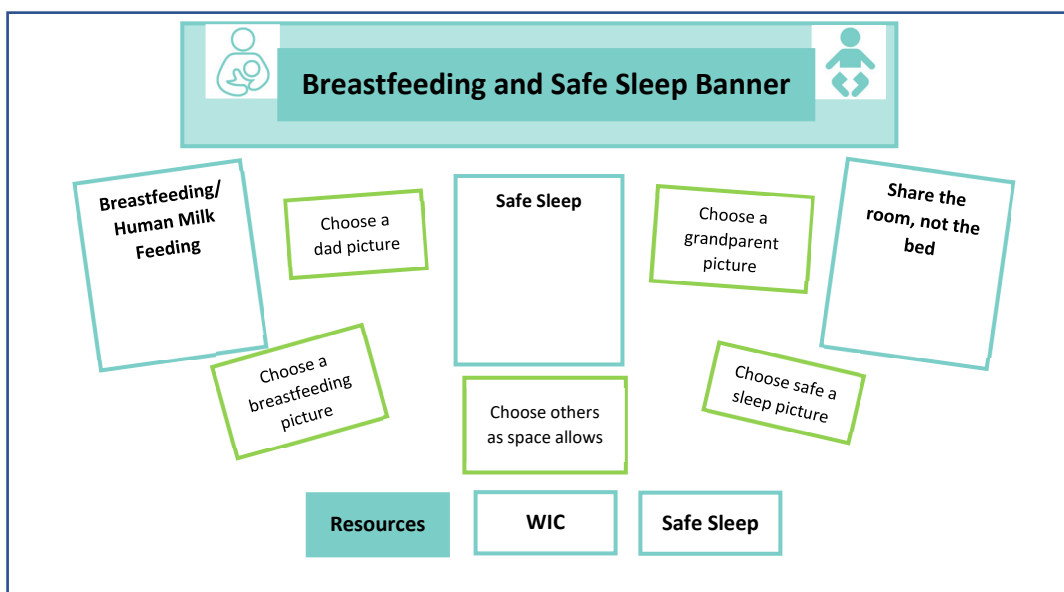 Breastfeeding and Safe Sleep Banner
Breastfeeding/
Human Milk
Feeding
Choose a
dad picture
Safe Sleep
Choose a
grandparent
picture
Share the
room, not the
bed
Choose a
breastfeeding
picture
Choose others
as space allows
Choose safe a
sleep picture
Resources
WIC
Safe Sleep